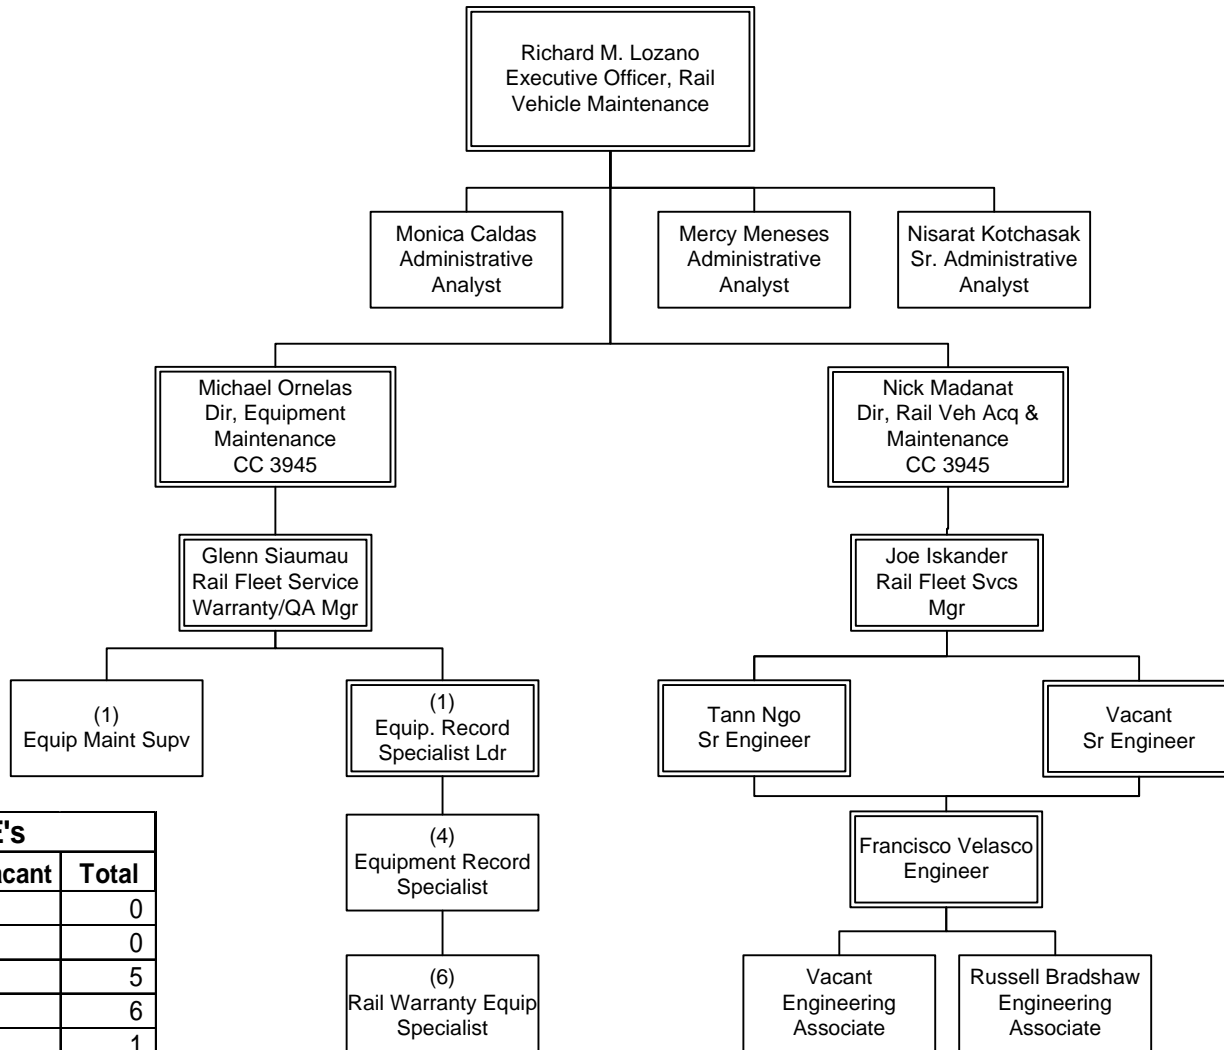 Richard M. Lozano
Executive Officer, Rail
Vehicle Maintenance
Monica Caldas
Administrative
Analyst
Mercy Meneses
Administrative
Analyst
Nisarat Kotchasak
Sr. Administrative
Analyst
Michael Ornelas
Dir, Equipment
Maintenance
CC 3945
Nick Madanat
Dir, Rail Veh Acq &
Maintenance
CC 3945
Glenn Siaumau
Rail Fleet Service
Warranty/QA Mgr
Joe Iskander
Rail Fleet Svcs
Mgr
(1)
Equip Maint Supv
(1)
Equip. Record
Specialist Ldr
Tann Ngo
Sr Engineer
Vacant
Sr Engineer
(4)
Equipment Record
Specialist
Francisco Velasco
Engineer
(6)
Rail Warranty Equip
Specialist
Vacant
Engineering
Associate
Russell Bradshaw
Engineering
Associate
E's
acant Total
0
0
5
6
1